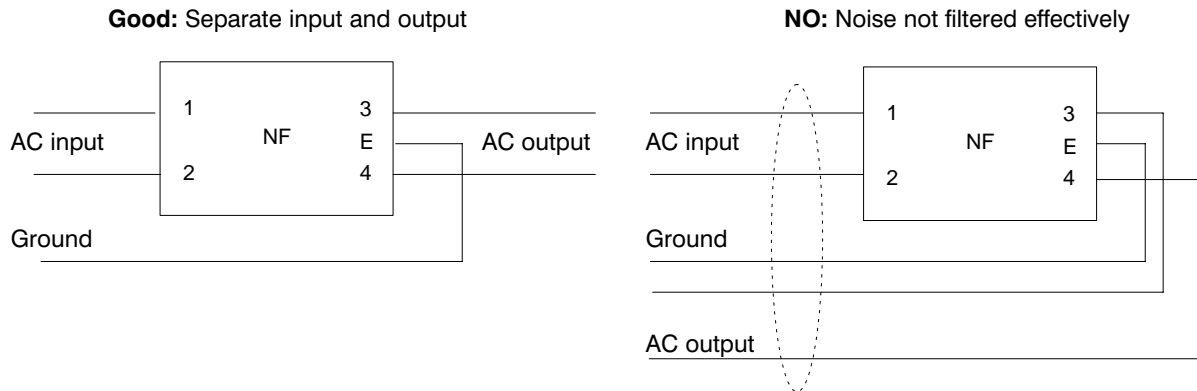 Good: Separate input and output
1
3
AC input
NF
E
AC output
2
4
Ground
NO: Noise not filtered effectively
1
3
AC input
NF
E
2
4
Ground
AC output